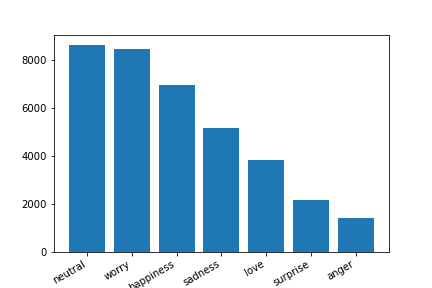 8000
6000
4000
2000
0
neutral
worry
happiness
sadness
love
surprise
anger